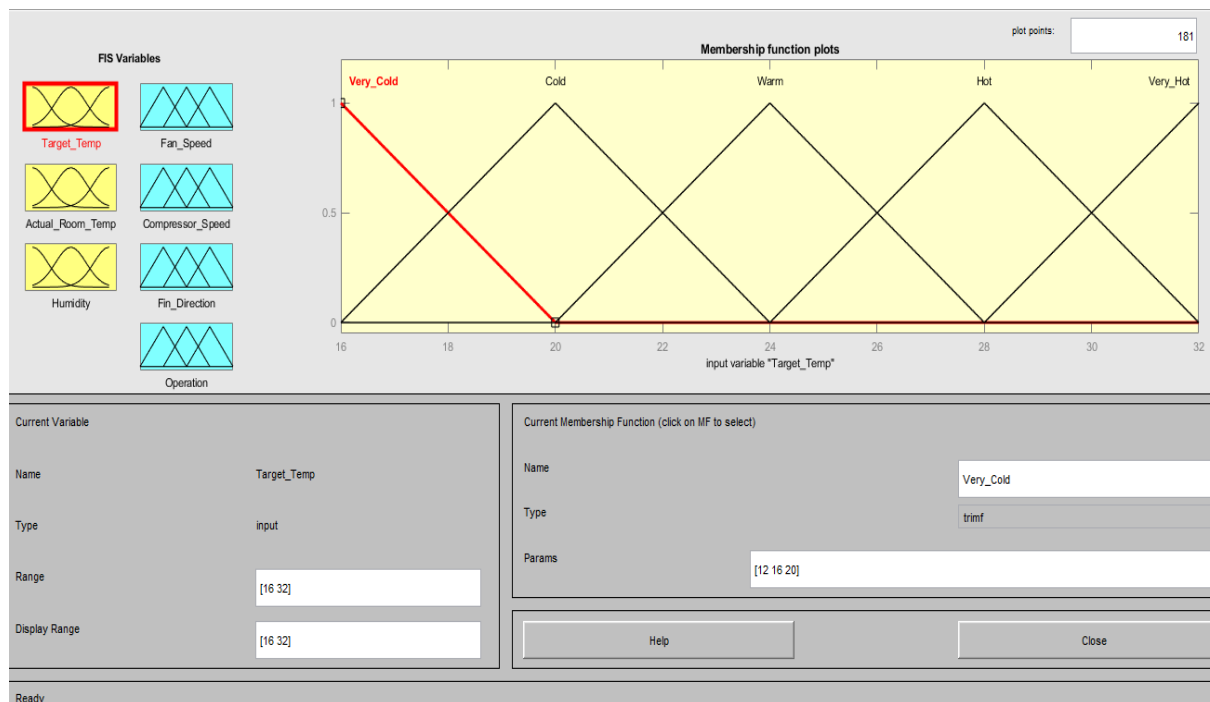 plot points:
181
FIS Variables
Membership function plots
Very_Cold
Cold
Warm
Hot
Very_Hot
1
0.5
0
16
18
20
22
24
26
28
30
32
input variable "Target_Temp"
Target_Temp
Fan_Speed
Actual_Room_Temp
Compressor_Speed
Humidity
Fin_Direction
Operation
Current Variable
Name
Target_Temp
Type
input
Range
[16 32]
Display Range
[16 32]
Current Membership Function (click on MF to select)
Name
Very_Cold
Type
trimf
Params
[12 16 20]
Help
Close
Ready